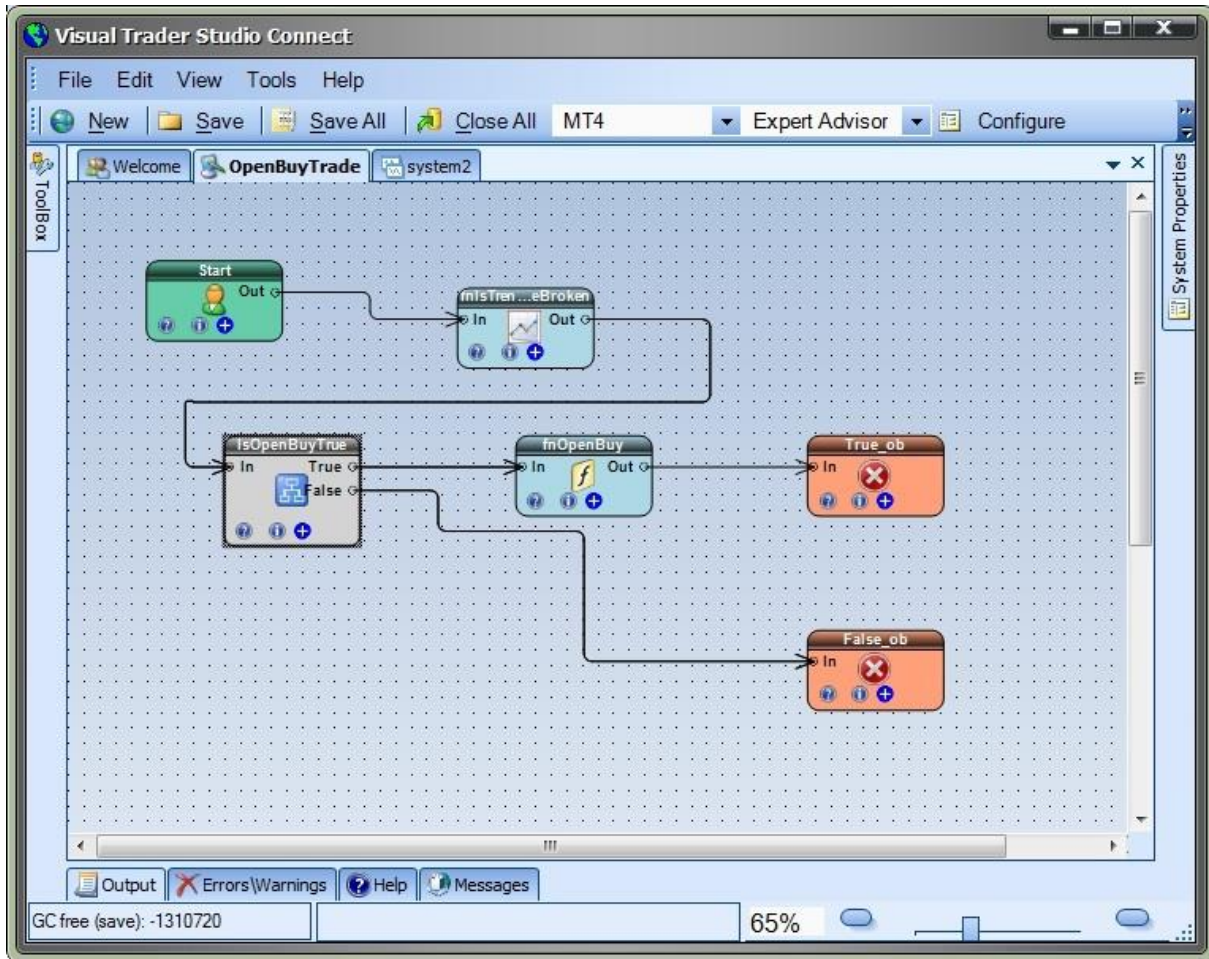 Visual Trader Studio Connect
File Edit View Tools Help
New Save Save All Close All MT4 Expert Advisor Configure
ToolBox
Welcome OpenBuyTrade system2
System Properties
Start
Out
fnIsTren...eBroken
In Out
IsOpenBuyTrue
In True
False
fnOpenBuy
In Out
True_ob
In
False_ob
In
Output Errors\Warnings Help Messages
GC free (save): -1310720
65%